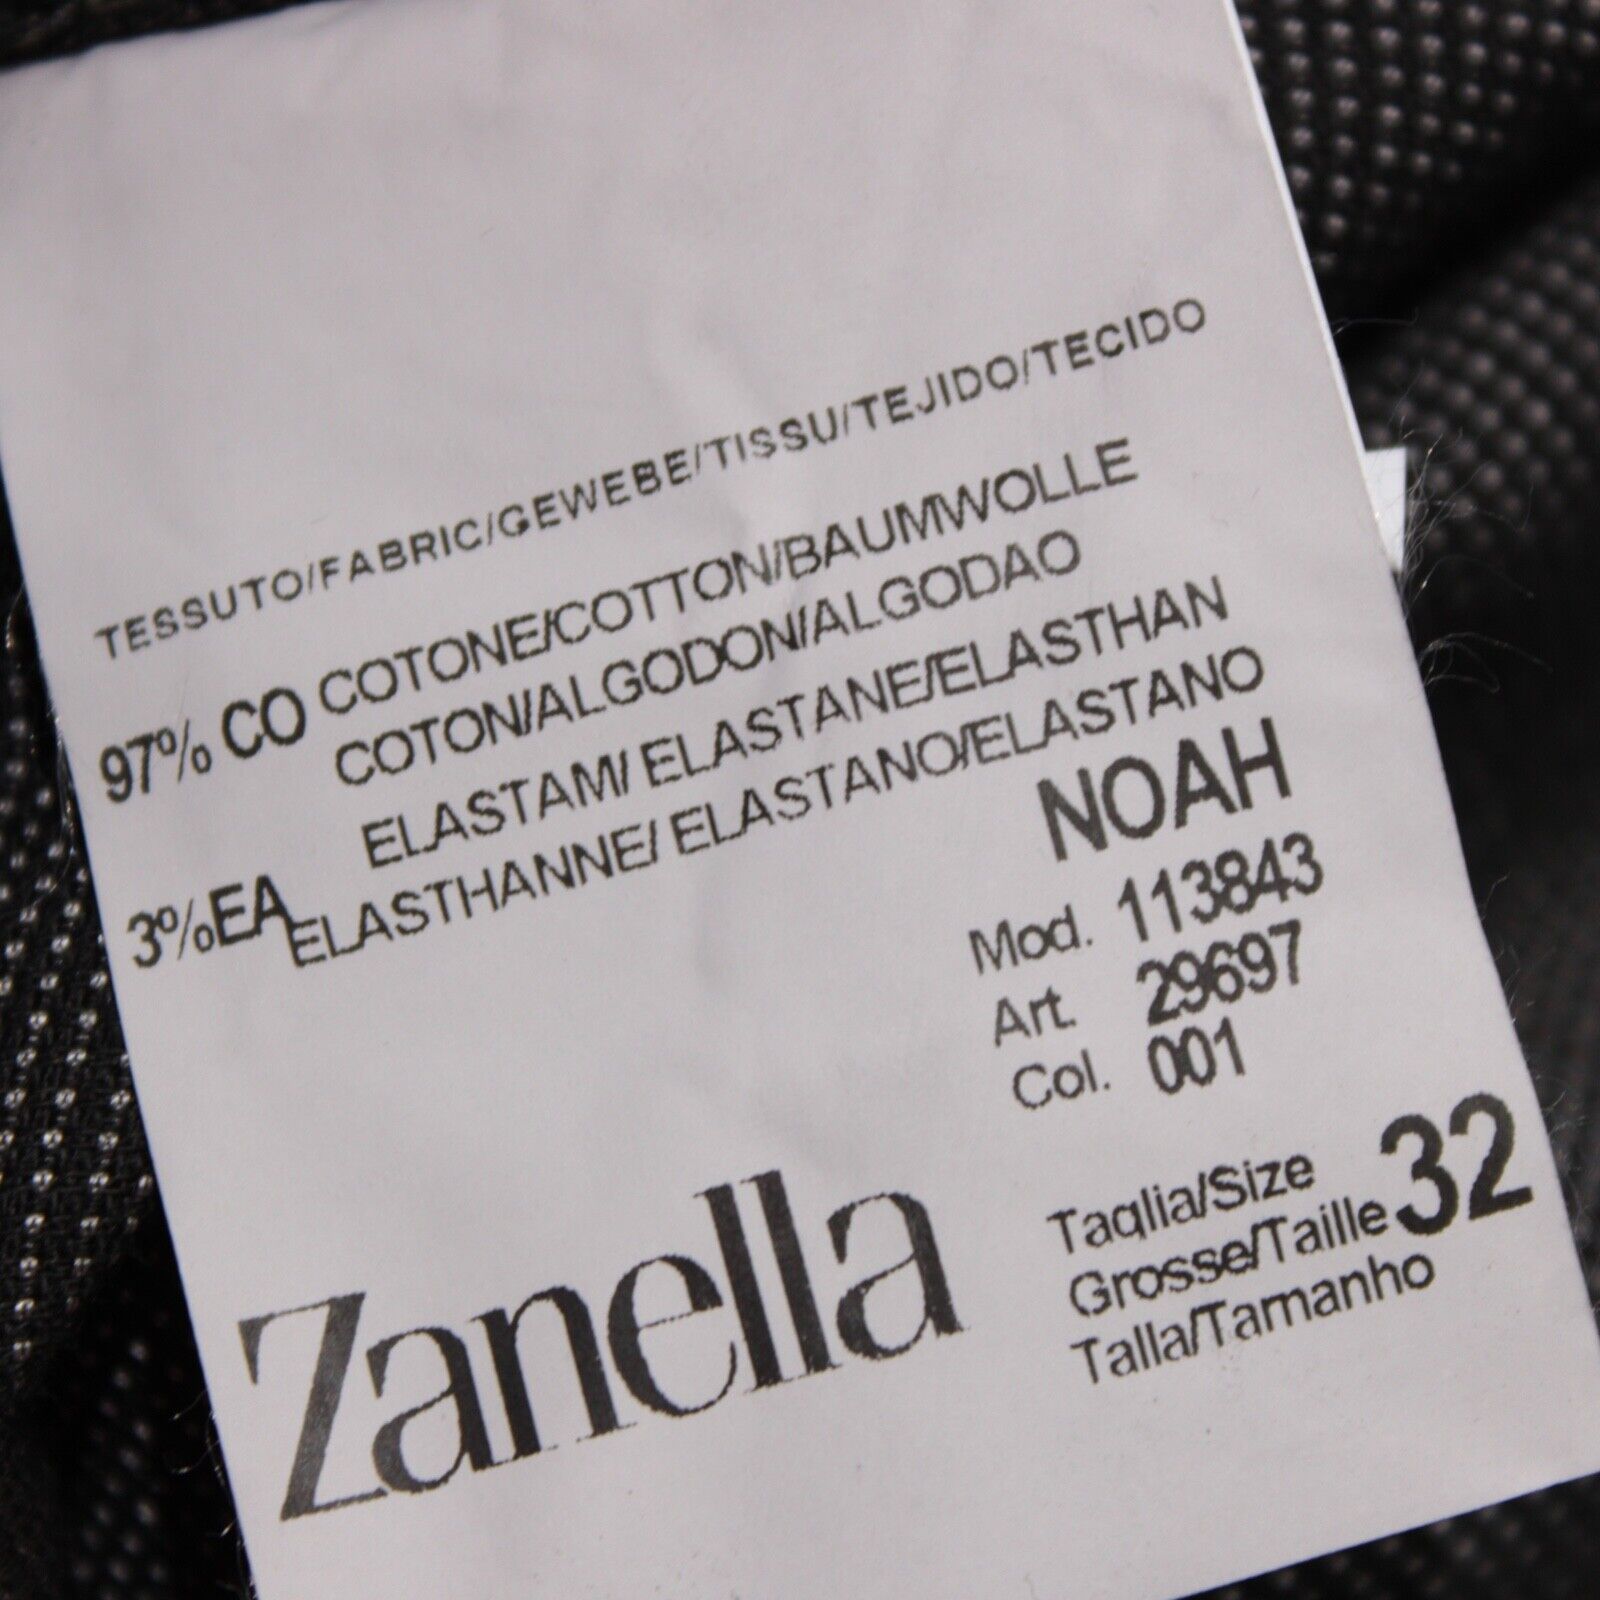 TESSUTO/FABRIC/GEWEBE/TISSU/TEJIDO/TECIDO
97% CO COTONE/COTTON/BAUMWOLLE
COTON/ALGODON/ALGODAO
ELASTAM/ ELASTANE/ELASTHAN
3%EA ELASTHANNE/ ELASTANO/ELASTANO
NOAH
Mod. 113843
Art. 29697
Col. 001
Zanella
Taglia/Size
Grosse/Taille 32
Talla/Tamanho